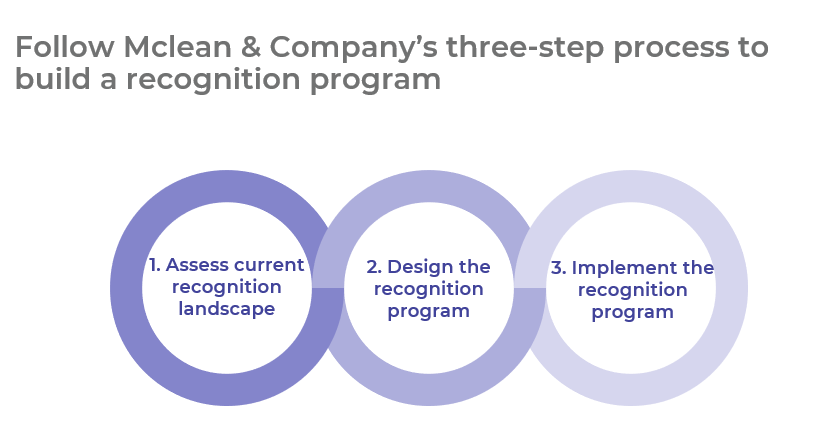 Follow Mclean & Company’s three-step process to
build a recognition program
1. Assess current
recognition
landscape
2. Design the
recognition
program
3. Implement the
recognition
program